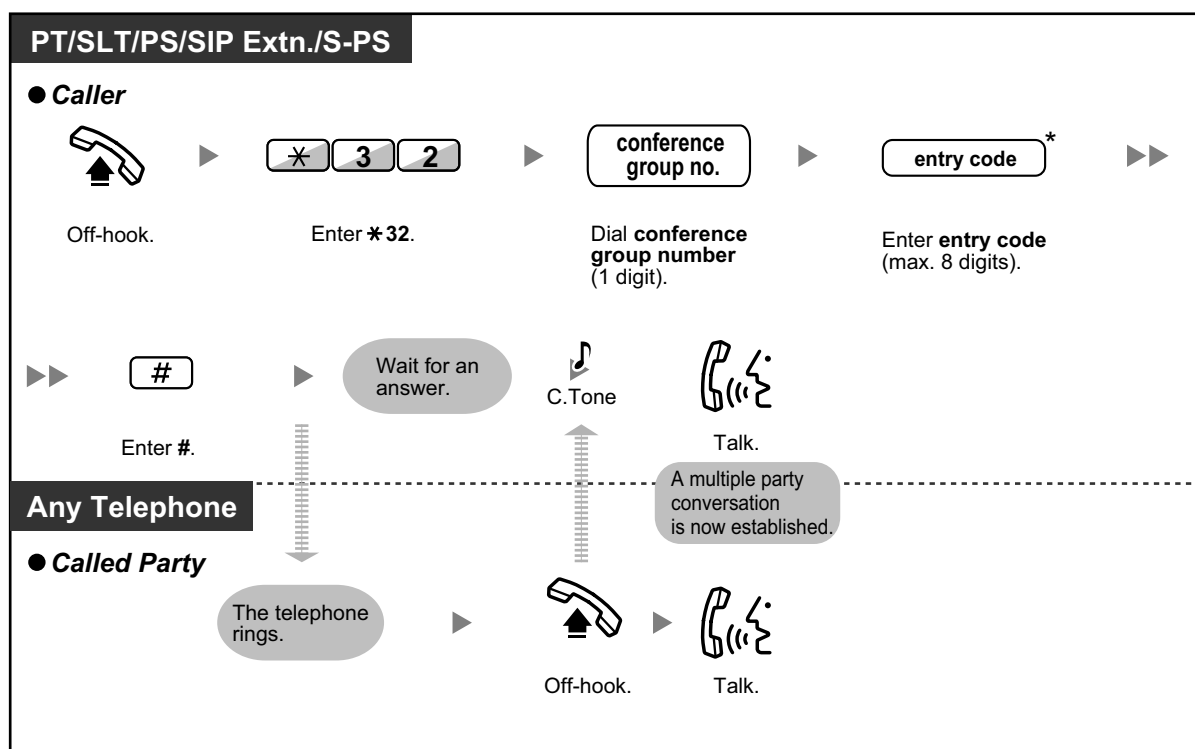 PT/SLT/PS/SIP Extn./S-PS
● Caller
✳ 3 2
conference
group no.
entry code*
Off-hook.
Enter ✳32.
Dial conference
group number
(1 digit).
Enter entry code
(max. 8 digits).
#
Enter #.
Wait for an
answer.
C.Tone
Talk.
A multiple party
conversation
is now established.
Any Telephone
● Called Party
The telephone
rings.
Off-hook.
Talk.